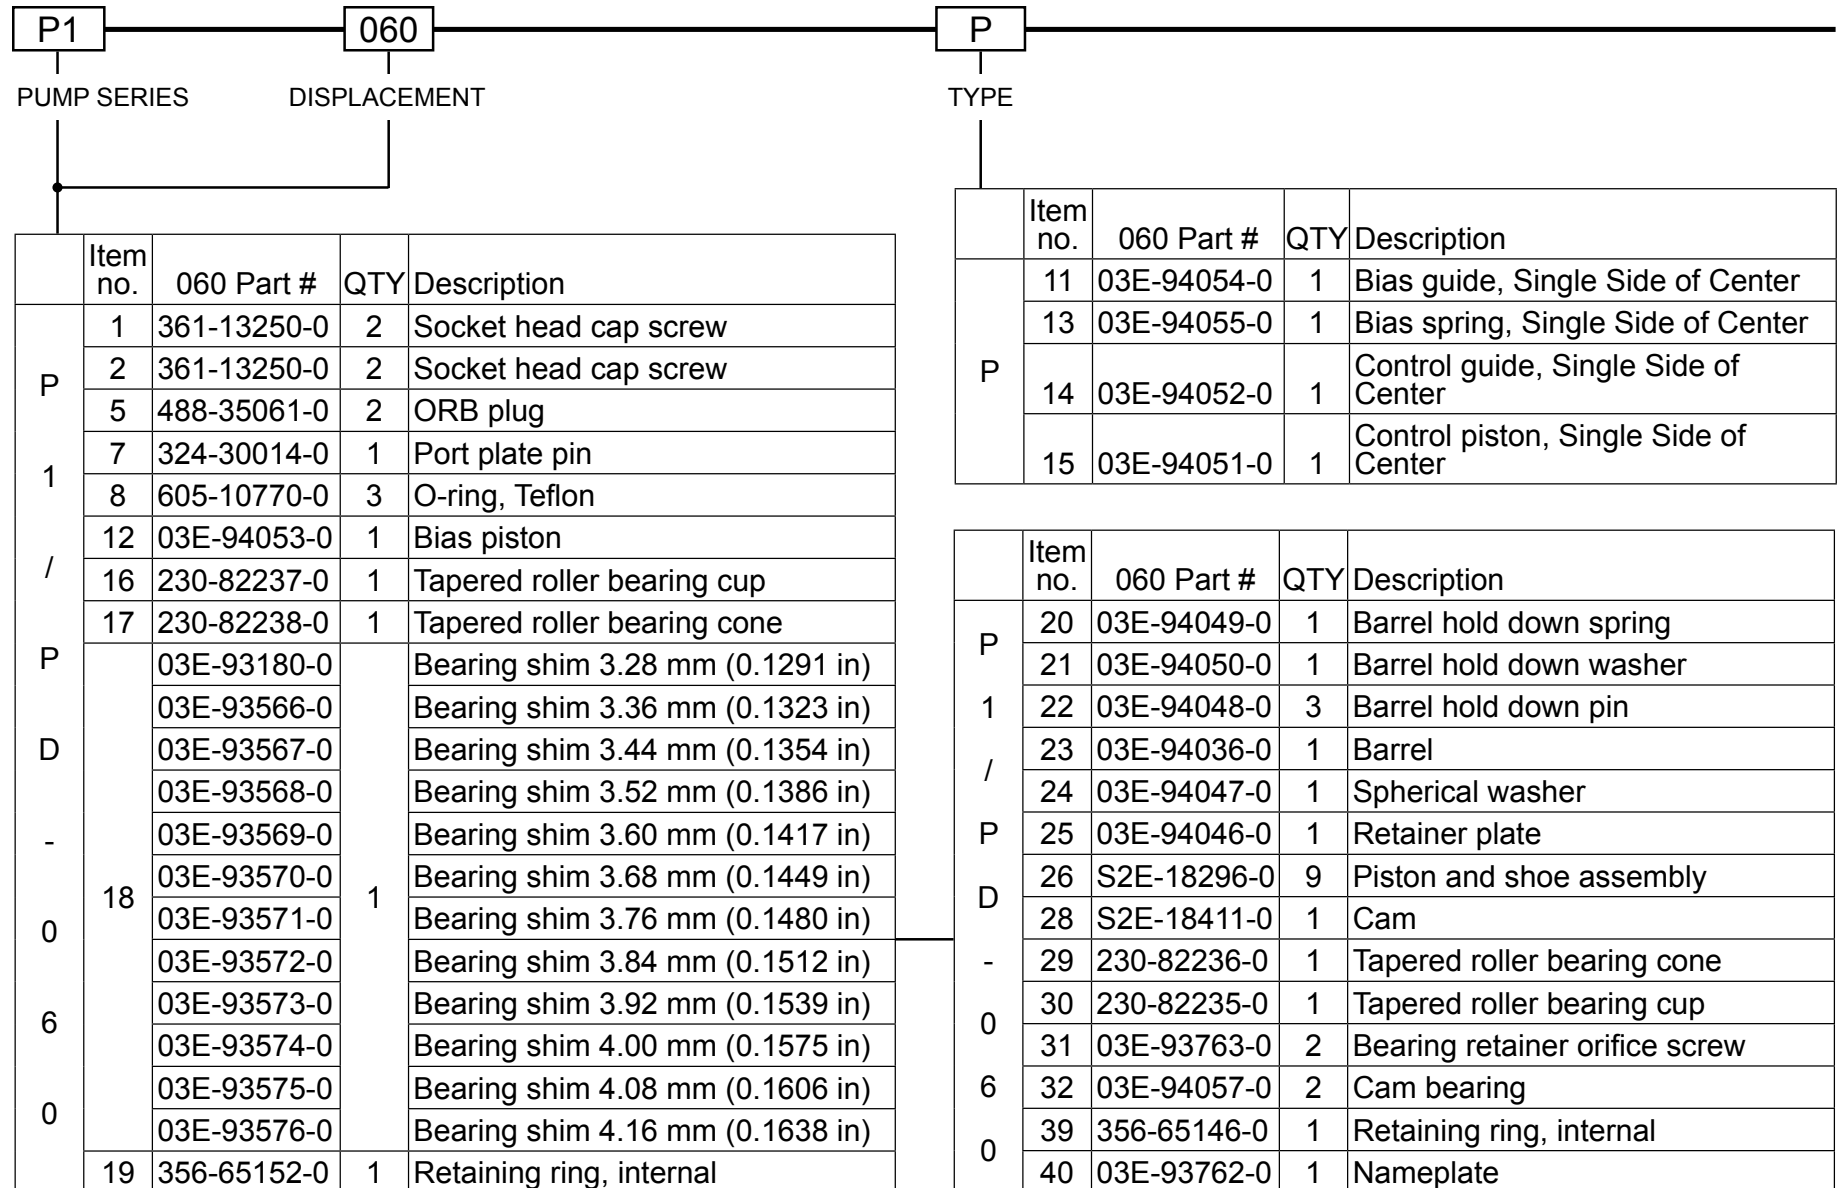 P1 060 P
PUMP SERIES DISPLACEMENT TYPE
Item no. 060 Part # QTY Description
P 1 / P D - 0 6 0
1 361-13250-0 2 Socket head cap screw
2 361-13250-0 2 Socket head cap screw
5 488-35061-0 2 ORB plug
7 324-30014-0 1 Port plate pin
8 605-10770-0 3 O-ring, Teflon
12 03E-94053-0 1 Bias piston
16 230-82237-0 1 Tapered roller bearing cup
17 230-82238-0 1 Tapered roller bearing cone
18 1
03E-93180-0 Bearing shim 3.28 mm (0.1291 in)
03E-93566-0 Bearing shim 3.36 mm (0.1323 in)
03E-93567-0 Bearing shim 3.44 mm (0.1354 in)
03E-93568-0 Bearing shim 3.52 mm (0.1386 in)
03E-93569-0 Bearing shim 3.60 mm (0.1417 in)
03E-93570-0 Bearing shim 3.68 mm (0.1449 in)
03E-93571-0 Bearing shim 3.76 mm (0.1480 in)
03E-93572-0 Bearing shim 3.84 mm (0.1512 in)
03E-93573-0 Bearing shim 3.92 mm (0.1539 in)
03E-93574-0 Bearing shim 4.00 mm (0.1575 in)
03E-93575-0 Bearing shim 4.08 mm (0.1606 in)
03E-93576-0 Bearing shim 4.16 mm (0.1638 in)
19 356-65152-0 1 Retaining ring, internal
Item no. 060 Part # QTY Description
P
11 03E-94054-0 1 Bias guide, Single Side of Center
13 03E-94055-0 1 Bias spring, Single Side of Center
14 03E-94052-0 1 Control guide, Single Side of
Center
15 03E-94051-0 1 Control piston, Single Side of
Center
Item no. 060 Part # QTY Description
P 1 / P D - 0 6 0
20 03E-94049-0 1 Barrel hold down spring
21 03E-94050-0 1 Barrel hold down washer
22 03E-94048-0 3 Barrel hold down pin
23 03E-94036-0 1 Barrel
24 03E-94047-0 1 Spherical washer
25 03E-94046-0 1 Retainer plate
26 S2E-18296-0 9 Piston and shoe assembly
28 S2E-18411-0 1 Cam
29 230-82236-0 1 Tapered roller bearing cone
30 230-82235-0 1 Tapered roller bearing cup
31 03E-93763-0 2 Bearing retainer orifice screw
32 03E-94057-0 2 Cam bearing
39 356-65146-0 1 Retaining ring, internal
40 03E-93762-0 1 Nameplate